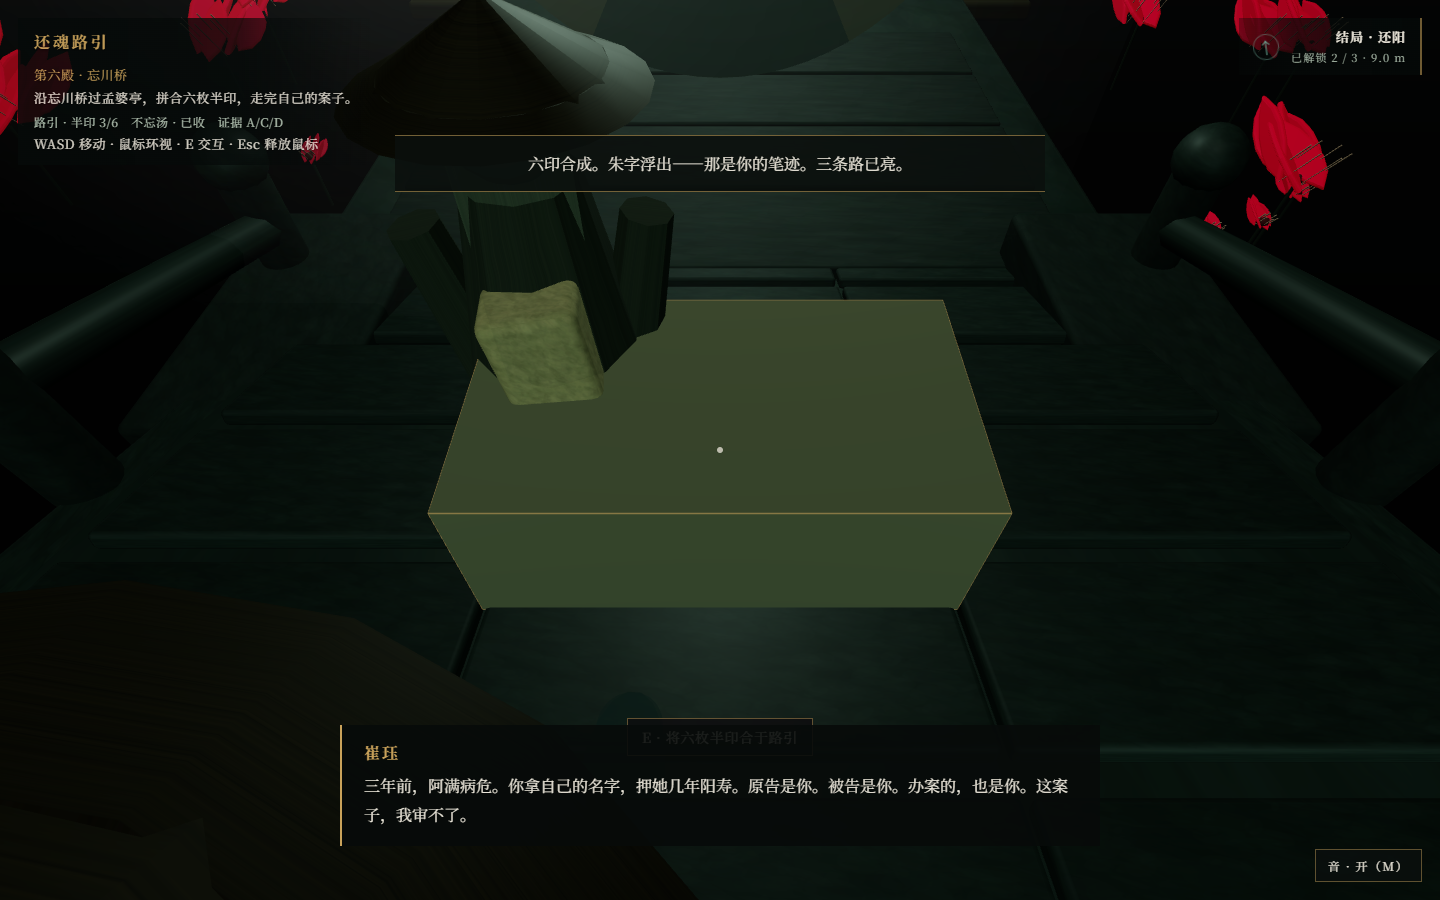 还魂路引
第六殿 · 忘川桥
沿忘川桥过孟婆亭，拼合六枚半印，走完自己的案子。
路引 · 半印 3/6 不忘汤 · 已收 证据 A/C/D
WASD 移动 · 鼠标环视 · E 交互 · Esc 释放鼠标
结局 · 还阳
已解锁 2 / 3 · 9.0 m
六印合成。朱字浮出——那是你的笔迹。三条路已亮。
E · 将六枚半印合于路引
崔珏
三年前，阿满病危。你拿自己的名字，押她几年阳寿。原告是你。被告是你。办案的，也是你。这案
子，我审不了。
音 · 开（M）